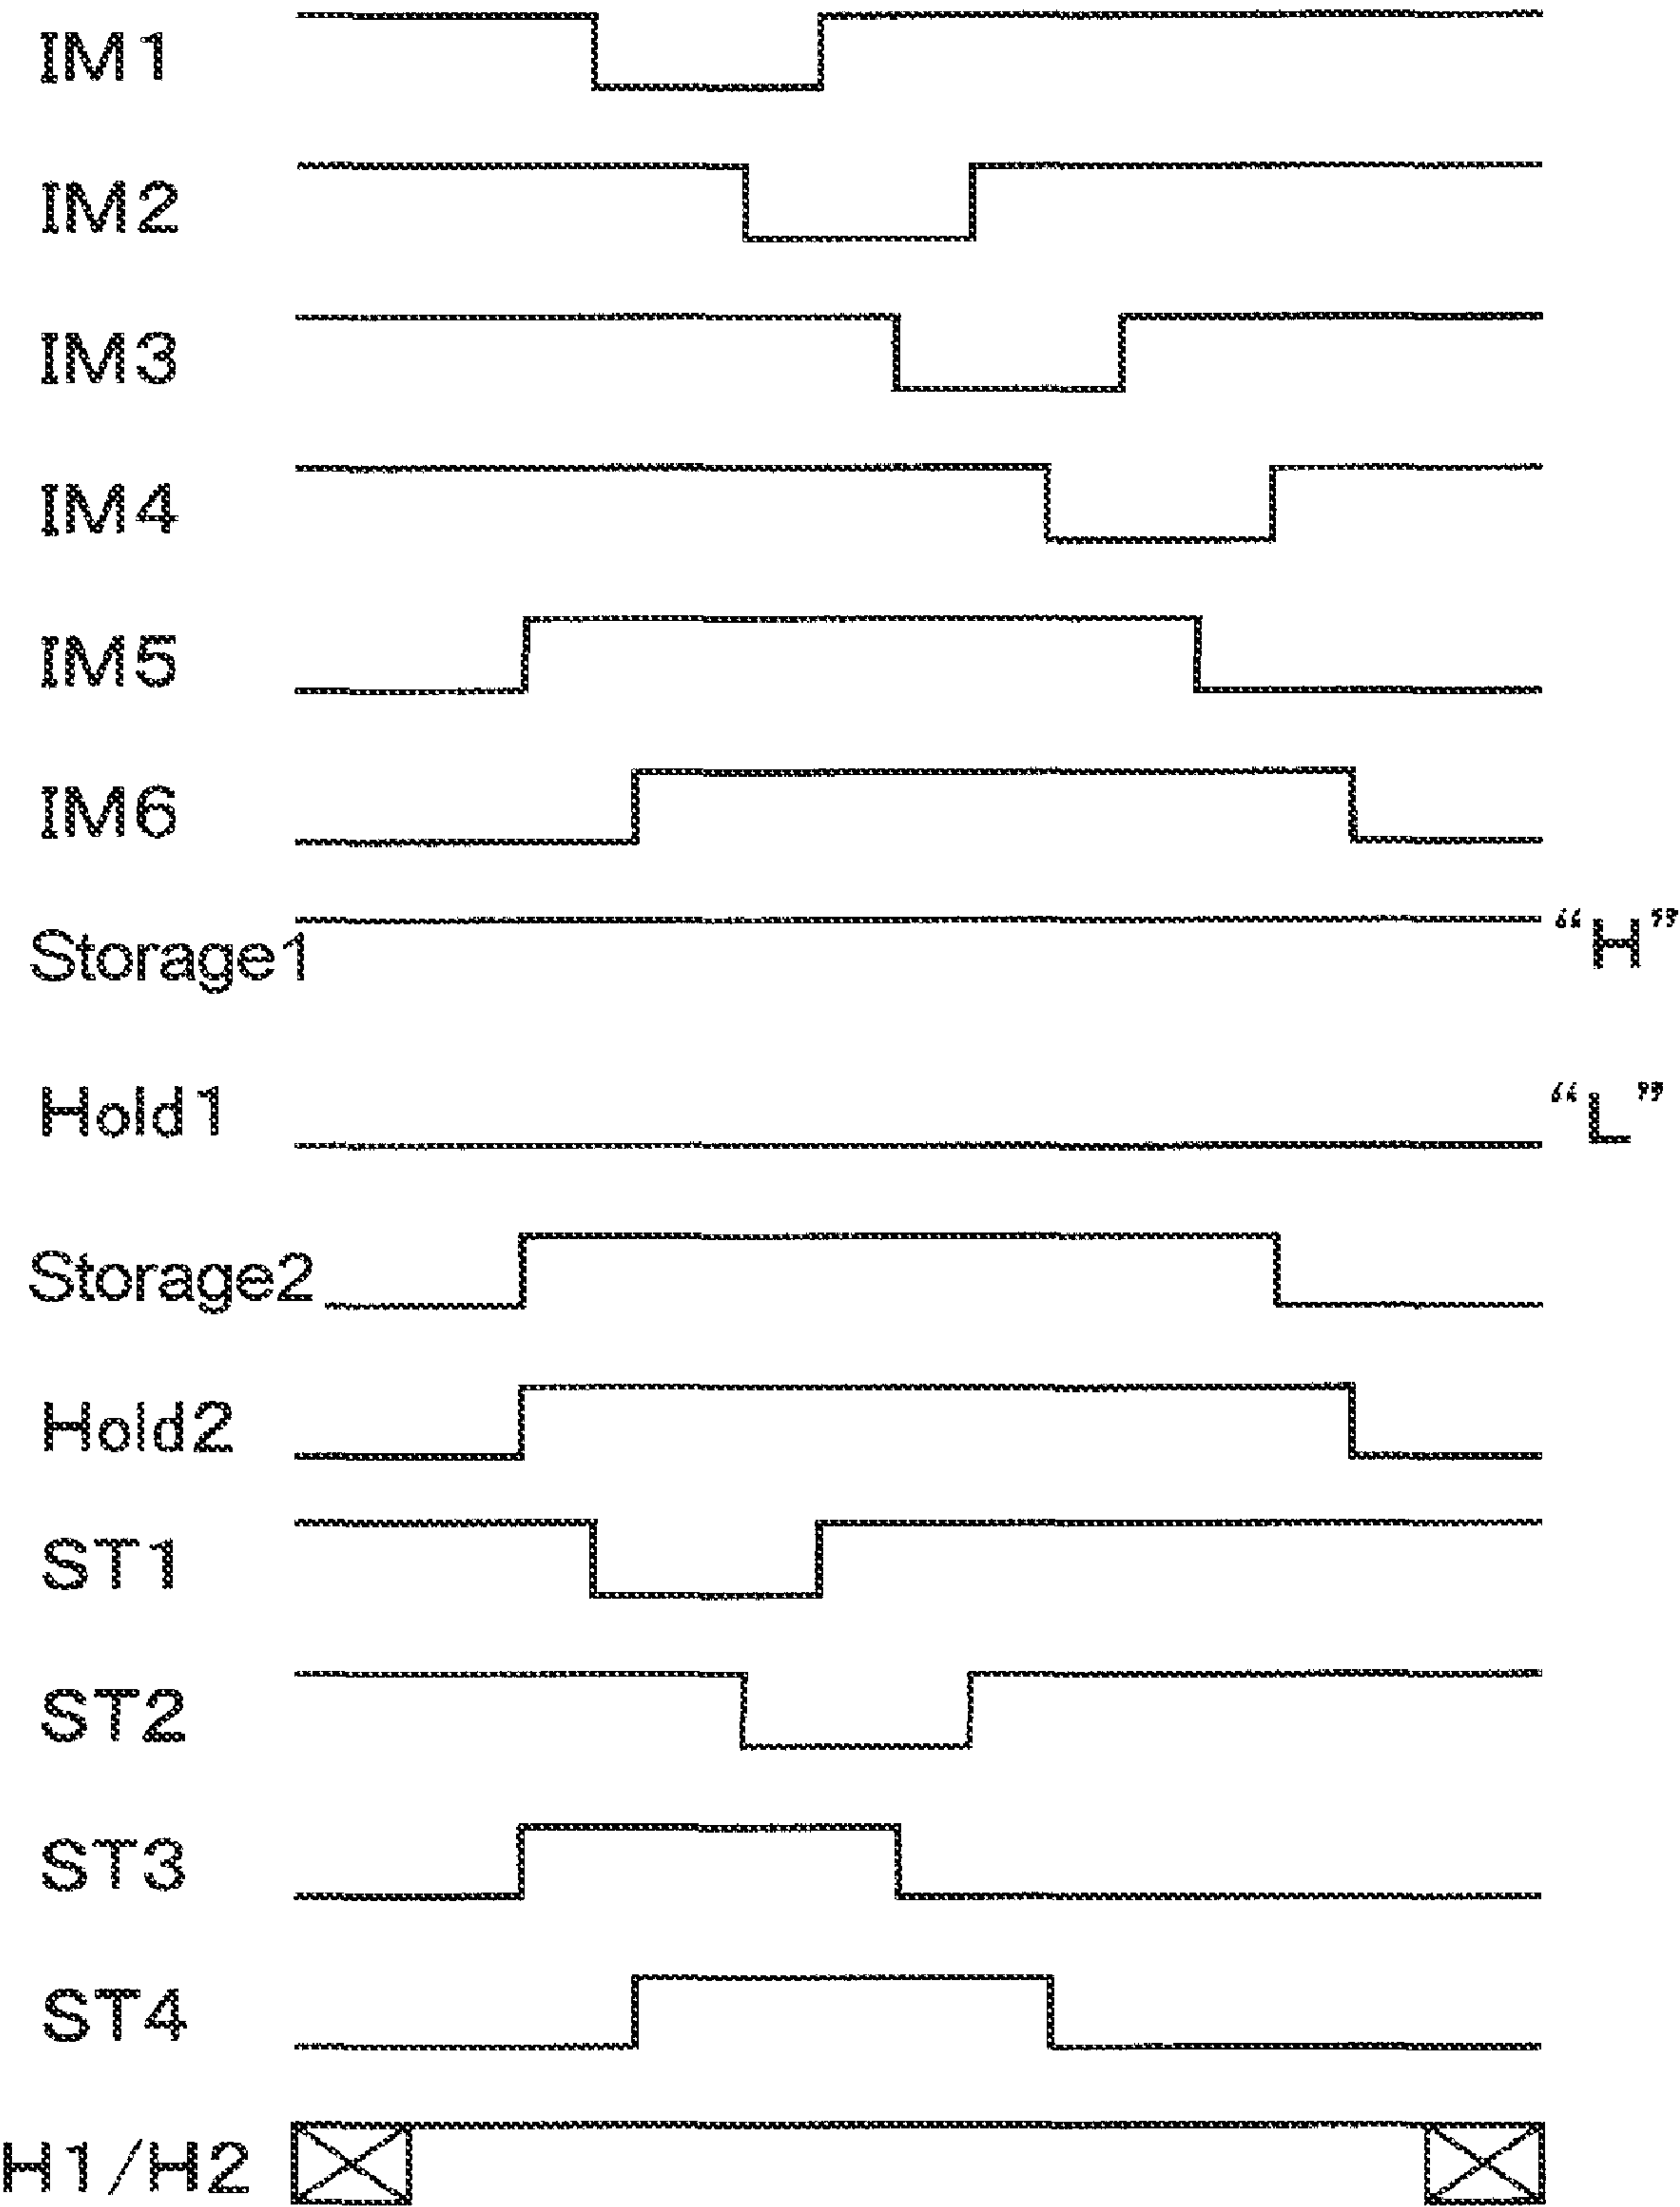 IM1
IM2
IM3
IM4
IM5
IM6
Storage1 “H”
Hold1 “L”
Storage2
Hold2
ST1
ST2
ST3
ST4
H1/H2